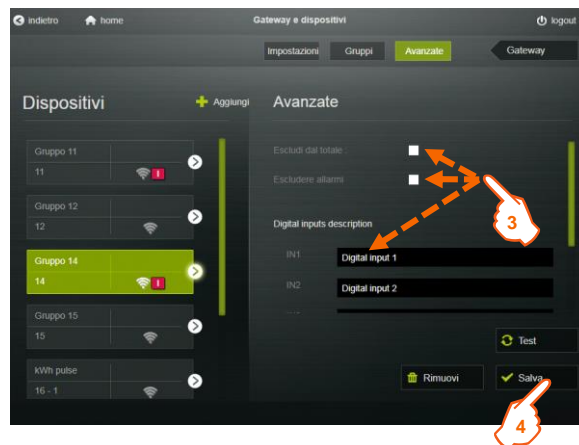 indietro home Gateway e dispositivi logout
Impostazioni Gruppi Avanzate Gateway
Dispositivi Aggiungi Avanzate
Gruppo 11
11
Gruppo 12
12
Gruppo 14
14
Gruppo 15
15
kWh pulse
16 - 1
Escludi dal totale :
Escludere allarmi
3
Digital inputs description
IN1 Digital input 1
IN2 Digital input 2
Test
Rimuovi Salva
4